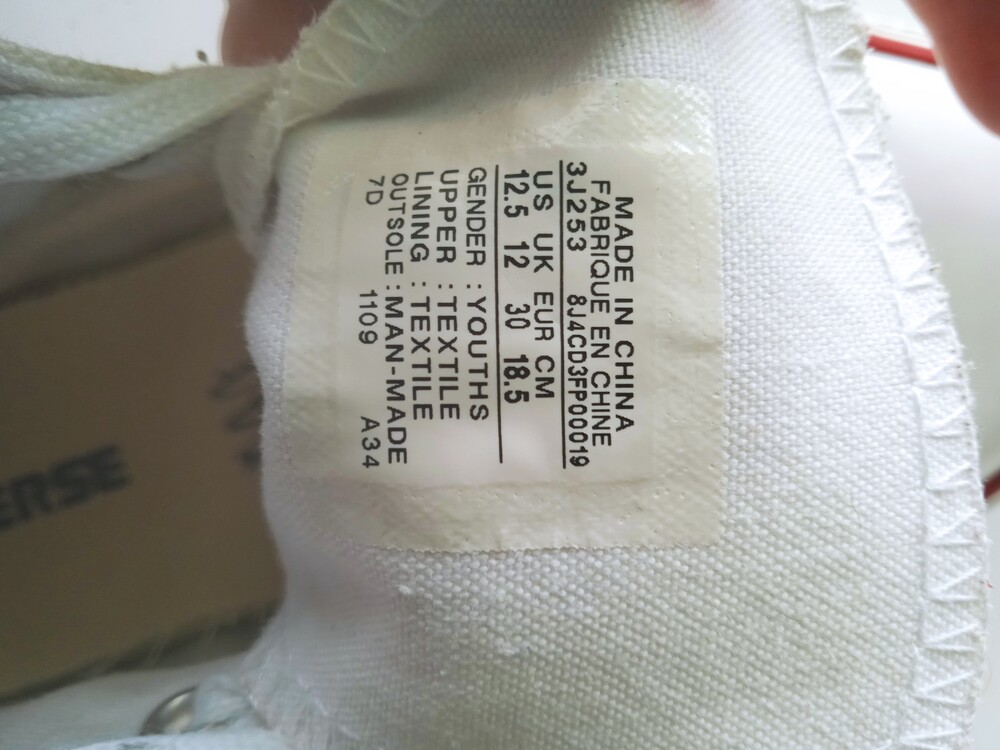 MADE IN CHINA
FABRIQUE EN CHINE
3J253 8J4CD3FP00019
US UK EUR CM
12.5 12 30 18.5
GENDER : YOUTHS
UPPER : TEXTILE
LINING : TEXTILE
OUTSOLE : MAN-MADE
7D 1109 A34
ERSE